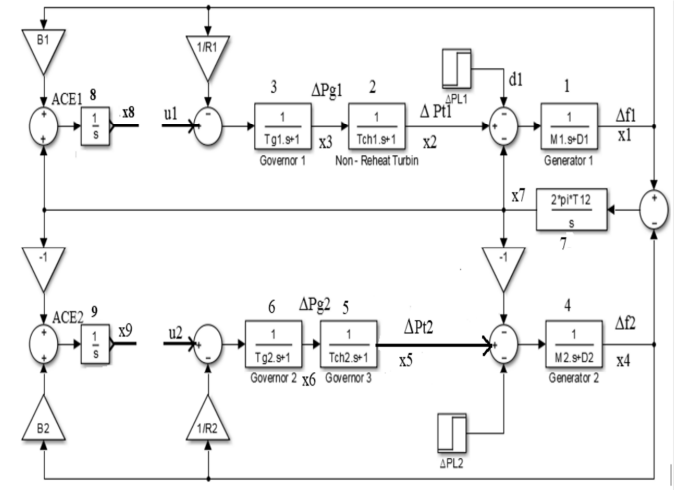 B1
1/R1
ACE1
8
1
s
x8
u1
3
1
Tg1.s+1
Governor 1
ΔPg1
x3
2
1
Tch1.s+1
Non-Reheat Turbin
ΔPt1
x2
ΔPL1
d1
1
1
M1.s+D1
Generator 1
Δf1
x1
x7
2*pi*T12
s
7
-1
-1
ACE2
9
1
s
x9
u2
6
1
Tg2.s+1
Governor 2
ΔPg2
x6
5
1
Tch2.s+1
Governor 3
ΔPt2
x5
4
1
M2.s+D2
Generator 2
Δf2
x4
B2
1/R2
ΔPL2